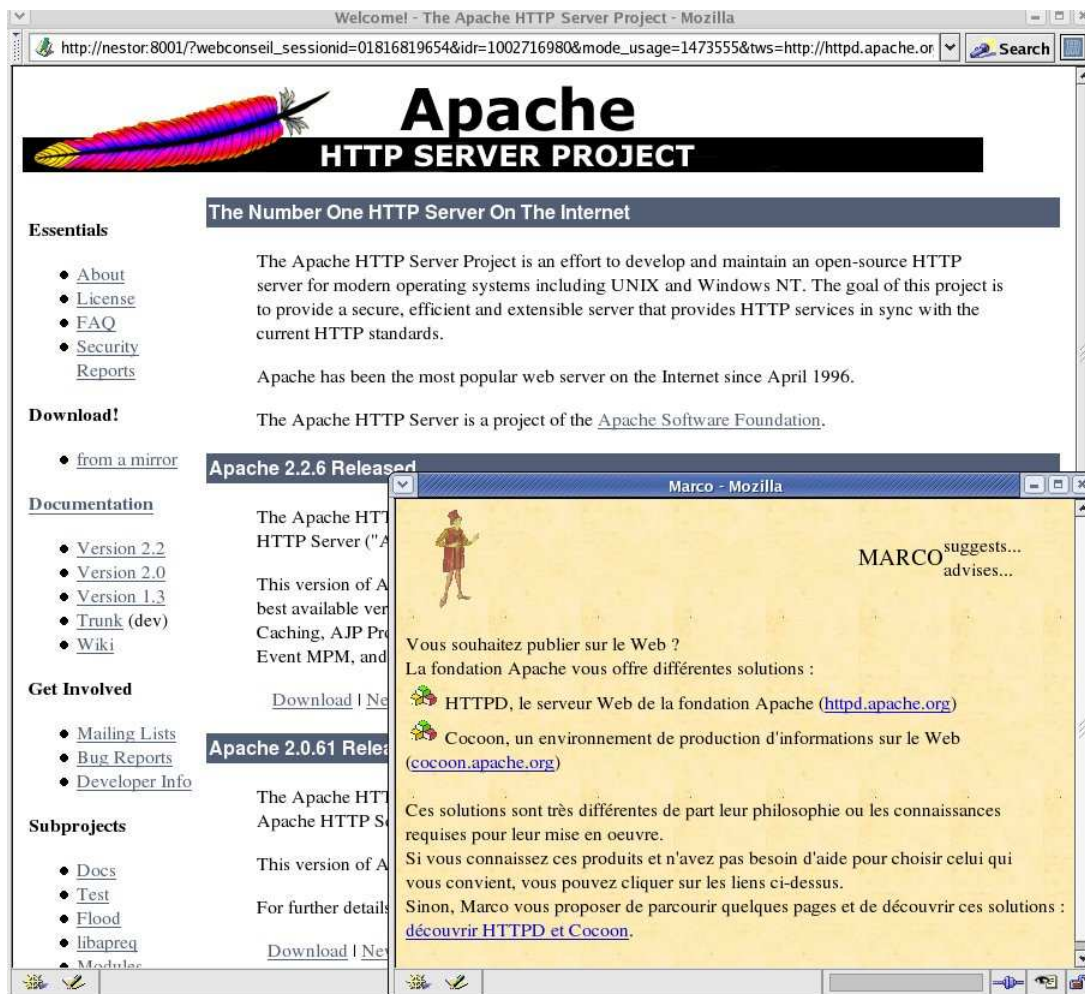 Welcome! - The Apache HTTP Server Project - Mozilla
http://nestor:8001/?webconseil_sessionid=01816819654&idr=1002716980&mode_usage=1473555&tws=http://httpd.apache.or
Search
Apache
HTTP SERVER PROJECT
Essentials
About
License
FAQ
Security
Reports
Download!
from a mirror
Documentation
Version 2.2
Version 2.0
Version 1.3
Trunk (dev)
Wiki
Get Involved
Mailing Lists
Bug Reports
Developer Info
Subprojects
Docs
Test
Flood
libapreq
Modules
The Number One HTTP Server On The Internet
The Apache HTTP Server Project is an effort to develop and maintain an open-source HTTP
server for modern operating systems including UNIX and Windows NT. The goal of this project is
to provide a secure, efficient and extensible server that provides HTTP services in sync with the
current HTTP standards.
Apache has been the most popular web server on the Internet since April 1996.
The Apache HTTP Server is a project of the Apache Software Foundation.
Apache 2.2.6 Released
The Apache HTT
HTTP Server ("A
This version of A
best available ver
Caching, AJP Pro
Event MPM, and
Download | Ne
Apache 2.0.61 Relea
The Apache HTT
Apache HTTP Se
This version of A
For further details
Download | New
Marco - Mozilla
MARCO suggests...
advises...
Vous souhaitez publier sur le Web ?
La fondation Apache vous offre différentes solutions :
HTTPD, le serveur Web de la fondation Apache (httpd.apache.org)
Cocoon, un environnement de production d'informations sur le Web
(cocoon.apache.org)
Ces solutions sont très différentes de part leur philosophie ou les connaissances
requises pour leur mise en oeuvre.
Si vous connaissez ces produits et n'avez pas besoin d'aide pour choisir celui qui
vous convient, vous pouvez cliquer sur les liens ci-dessus.
Sinon, Marco vous proposer de parcourir quelques pages et de découvrir ces solutions :
découvrir HTTPD et Cocoon.